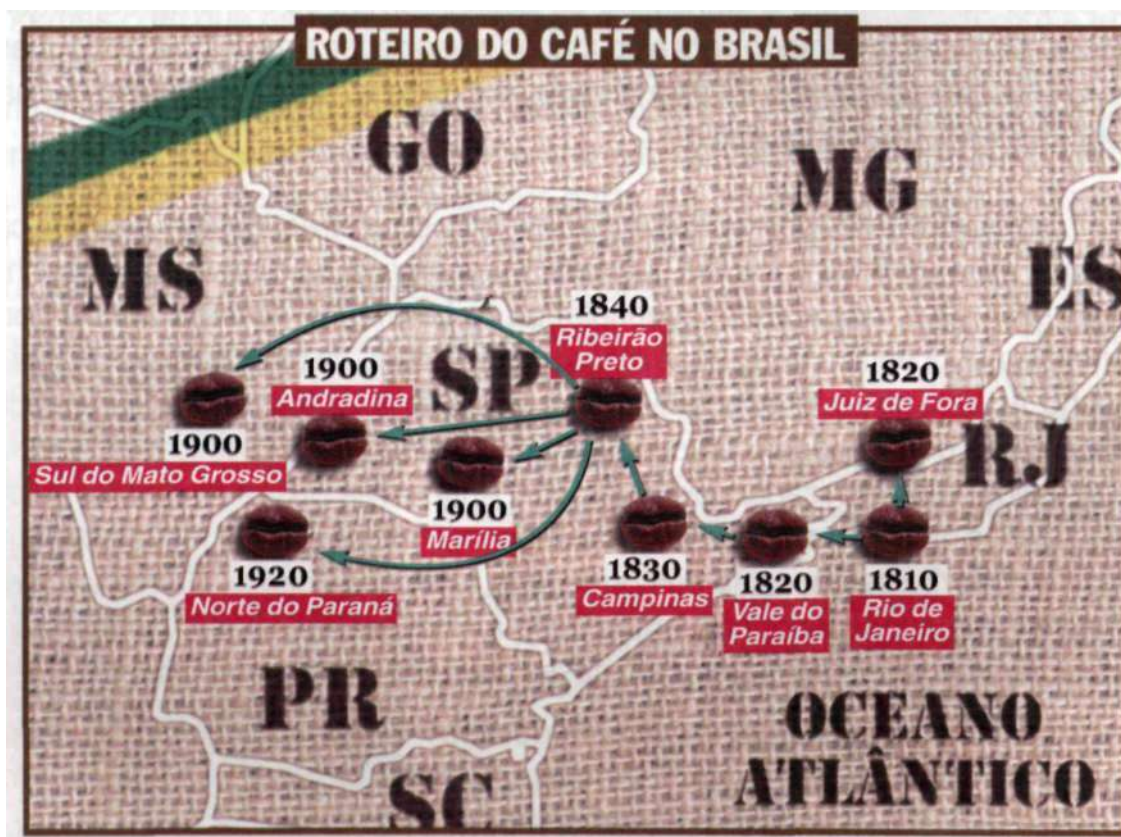 ROTEIRO DO CAFÉ NO BRASIL
GO
MG
MS
ES
1840
Ribeirão
Preto
1900
Andradina
SP
1820
Juiz de Fora
RJ
1900
Sul do Mato Grosso
1900
Marília
1920
Norte do Paraná
1830
Campinas
1820
Vale do
Paraíba
1810
Rio de
Janeiro
PR
OCEANO
ATLÂNTICO
SC